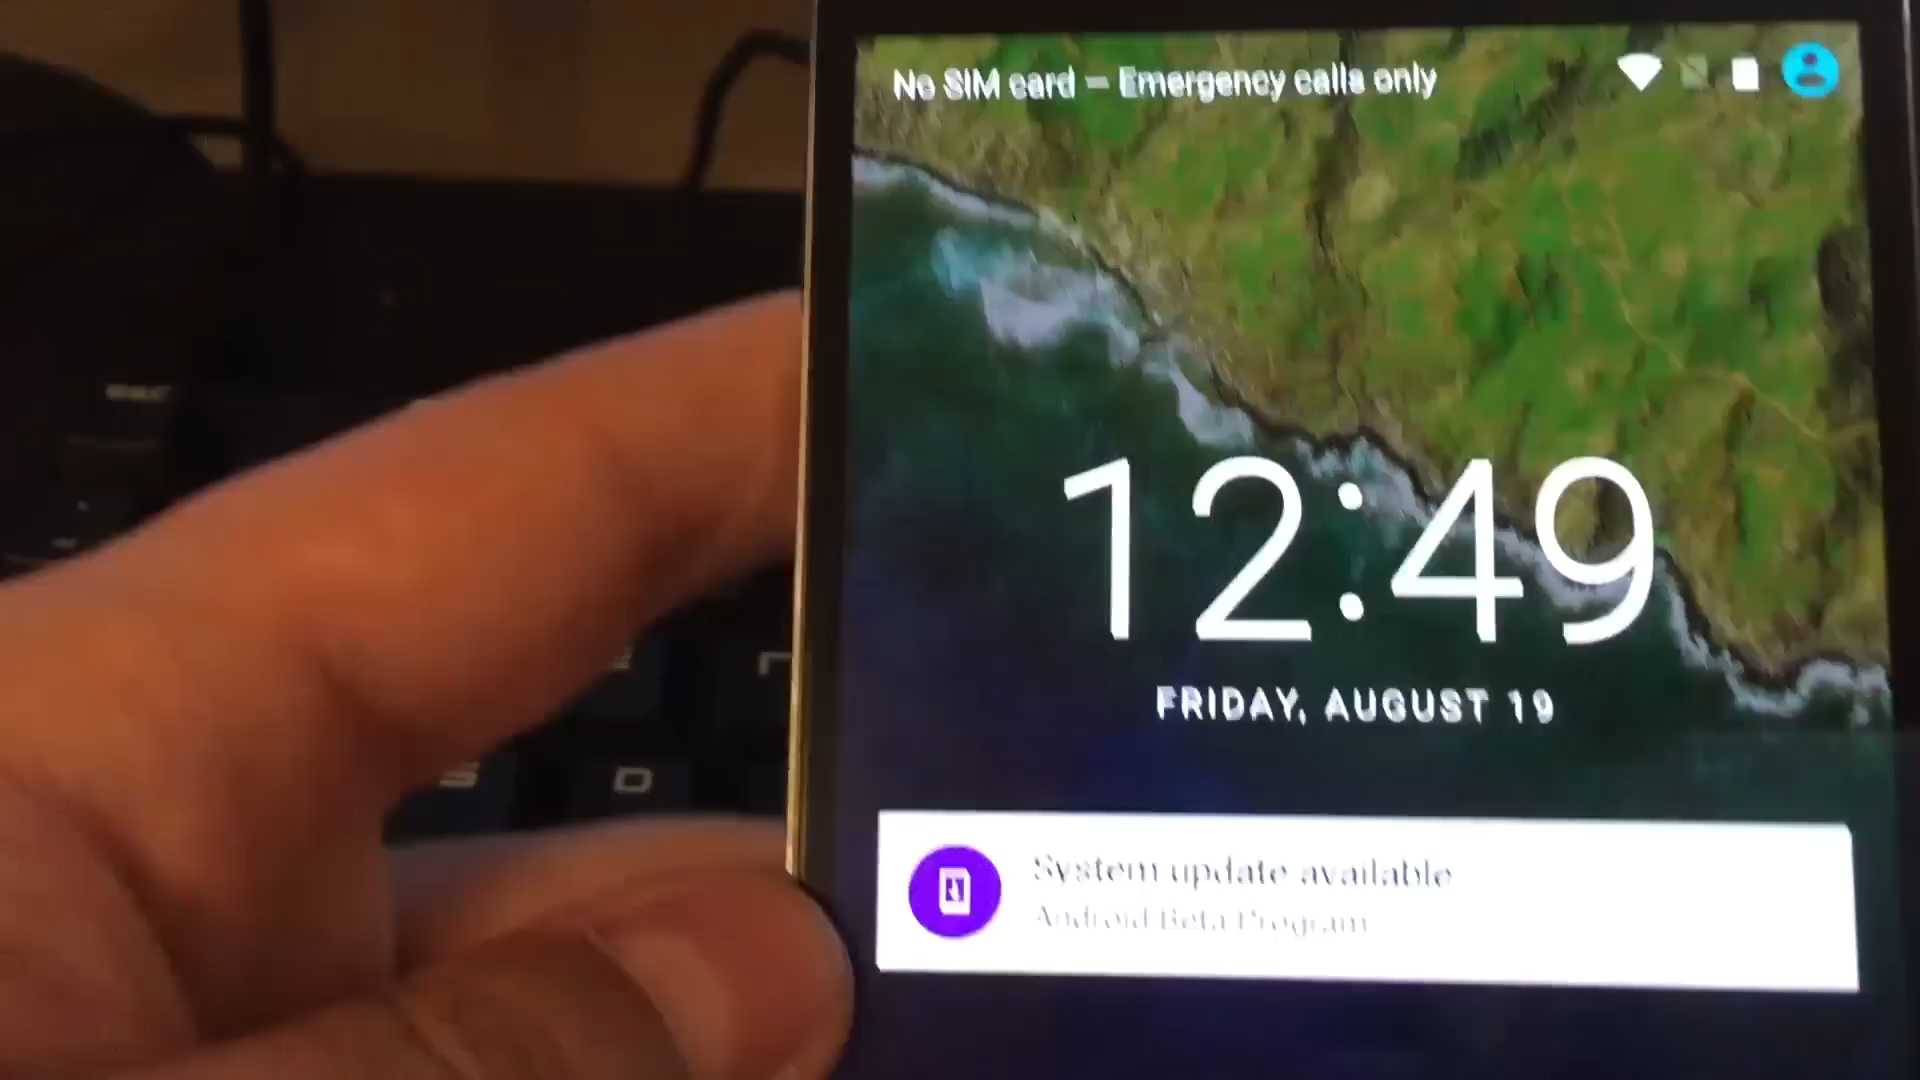 No SIM card — Emergency calls only
12:49
FRIDAY, AUGUST 19
System update available
Android Beta Program
S
D